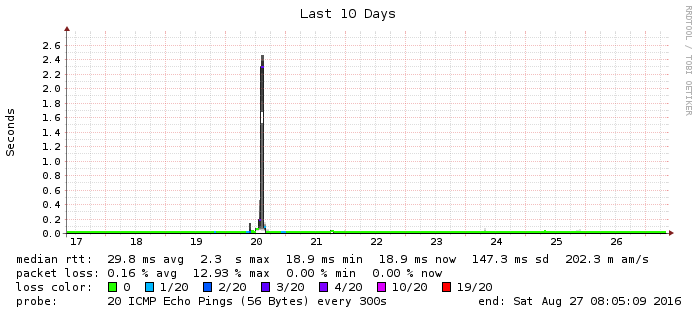 Last 10 Days
RRDTOOL / TOBI OETIKER
Seconds
2.6
2.4
2.2
2.0
1.8
1.6
1.4
1.2
1.0
0.8
0.6
0.4
0.2
0.0
17 18 19 20 21 22 23 24 25 26
median rtt: 29.8 ms avg 2.3 s max 18.9 ms min 18.9 ms now 147.3 ms sd 202.3 m am/s
packet loss: 0.16 % avg 12.93 % max 0.00 % min 0.00 % now
loss color: 0 1/20 2/20 3/20 4/20 10/20 19/20
probe: 20 ICMP Echo Pings (56 Bytes) every 300s end: Sat Aug 27 08:05:09 2016